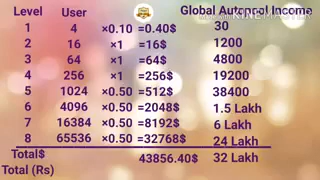 Level User Global Autopool Income
1 4 ×0.10 =0.40$ 30
2 16 ×1 =16$ 1200
3 64 ×1 =64$ 4800
4 256 ×1 =256$ 19200
5 1024 ×0.50 =512$ 38400
6 4096 ×0.50 =2048$ 1.5 Lakh
7 16384 ×0.50 =8192$ 6 Lakh
8 65536 ×0.50 =32768$ 24 Lakh
Total$ 43856.40$ 32 Lakh
Total (Rs)